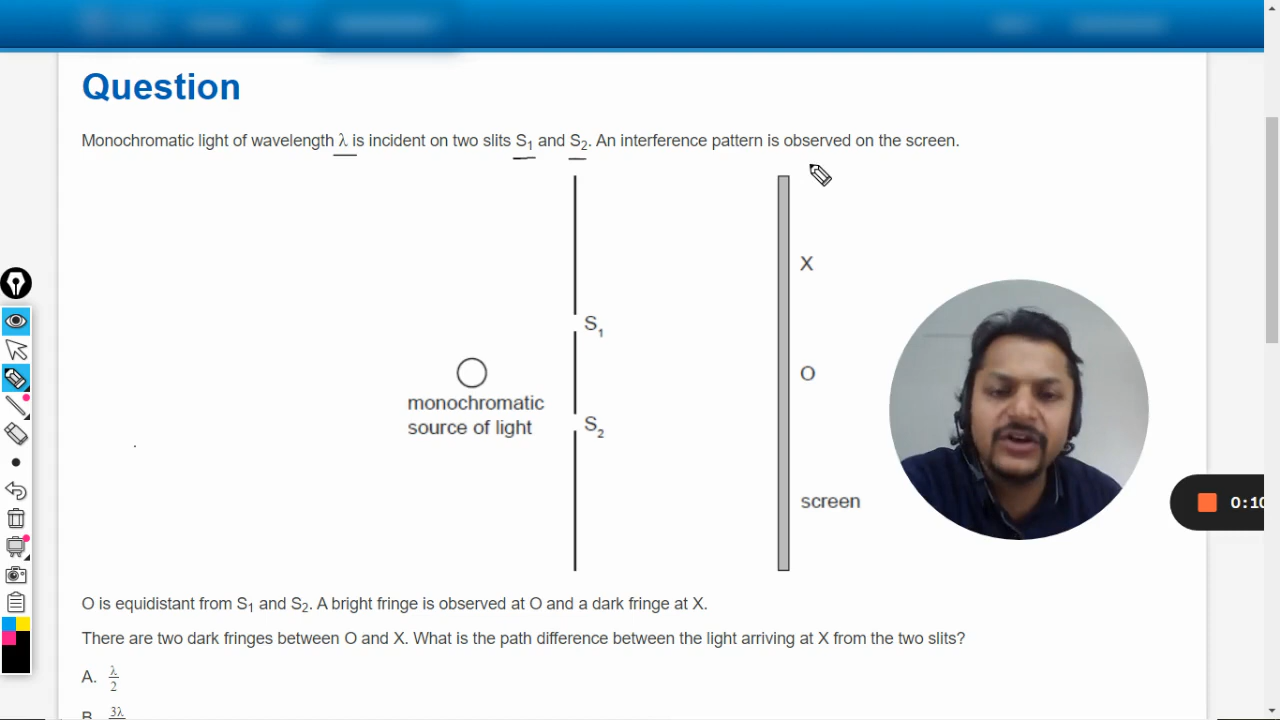 Question
Monochromatic light of wavelength λ is incident on two slits S₁ and S₂. An interference pattern is observed on the screen.
X
S₁
O
monochromatic
source of light
S₂
screen
0:10
O is equidistant from S₁ and S₂. A bright fringe is observed at O and a dark fringe at X.
There are two dark fringes between O and X. What is the path difference between the light arriving at X from the two slits?
A. λ/2
B. 3λ